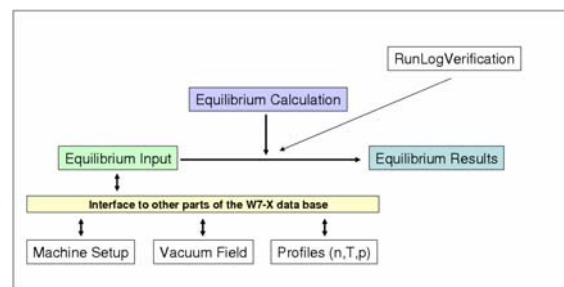 RunLogVerification
Equilibrium Calculation
Equilibrium Input
Equilibrium Results
Interface to other parts of the W7-X data base
Machine Setup
Vacuum Field
Profiles (n,T,p)